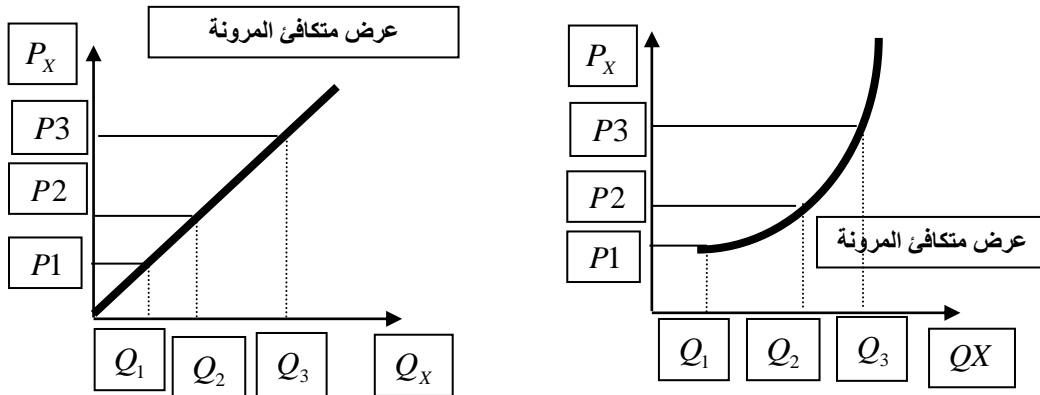 عرض متكافئ المرونة
P_X
P3
P2
P1
Q_1
Q_2
Q_3
Q_X
P_X
P3
P2
P1
عرض متكافئ المرونة
Q_1
Q_2
Q_3
QX